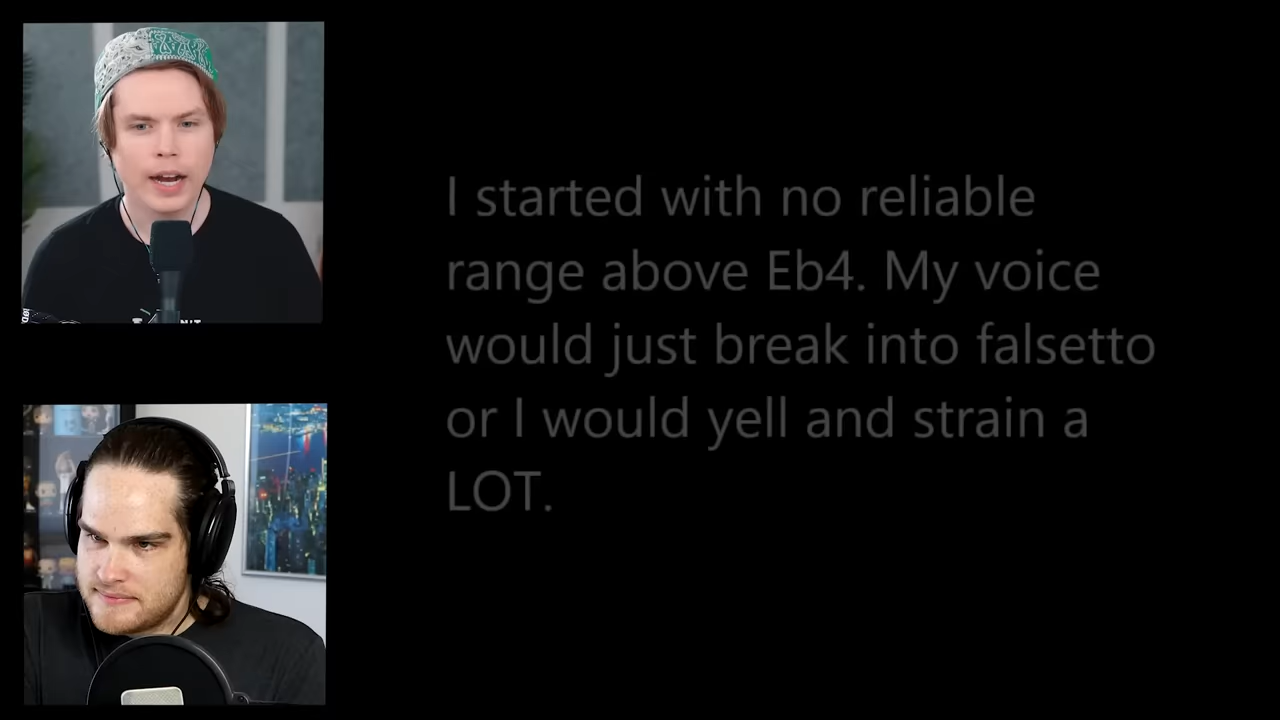 I started with no reliable
range above Eb4. My voice
would just break into falsetto
or I would yell and strain a
LOT.